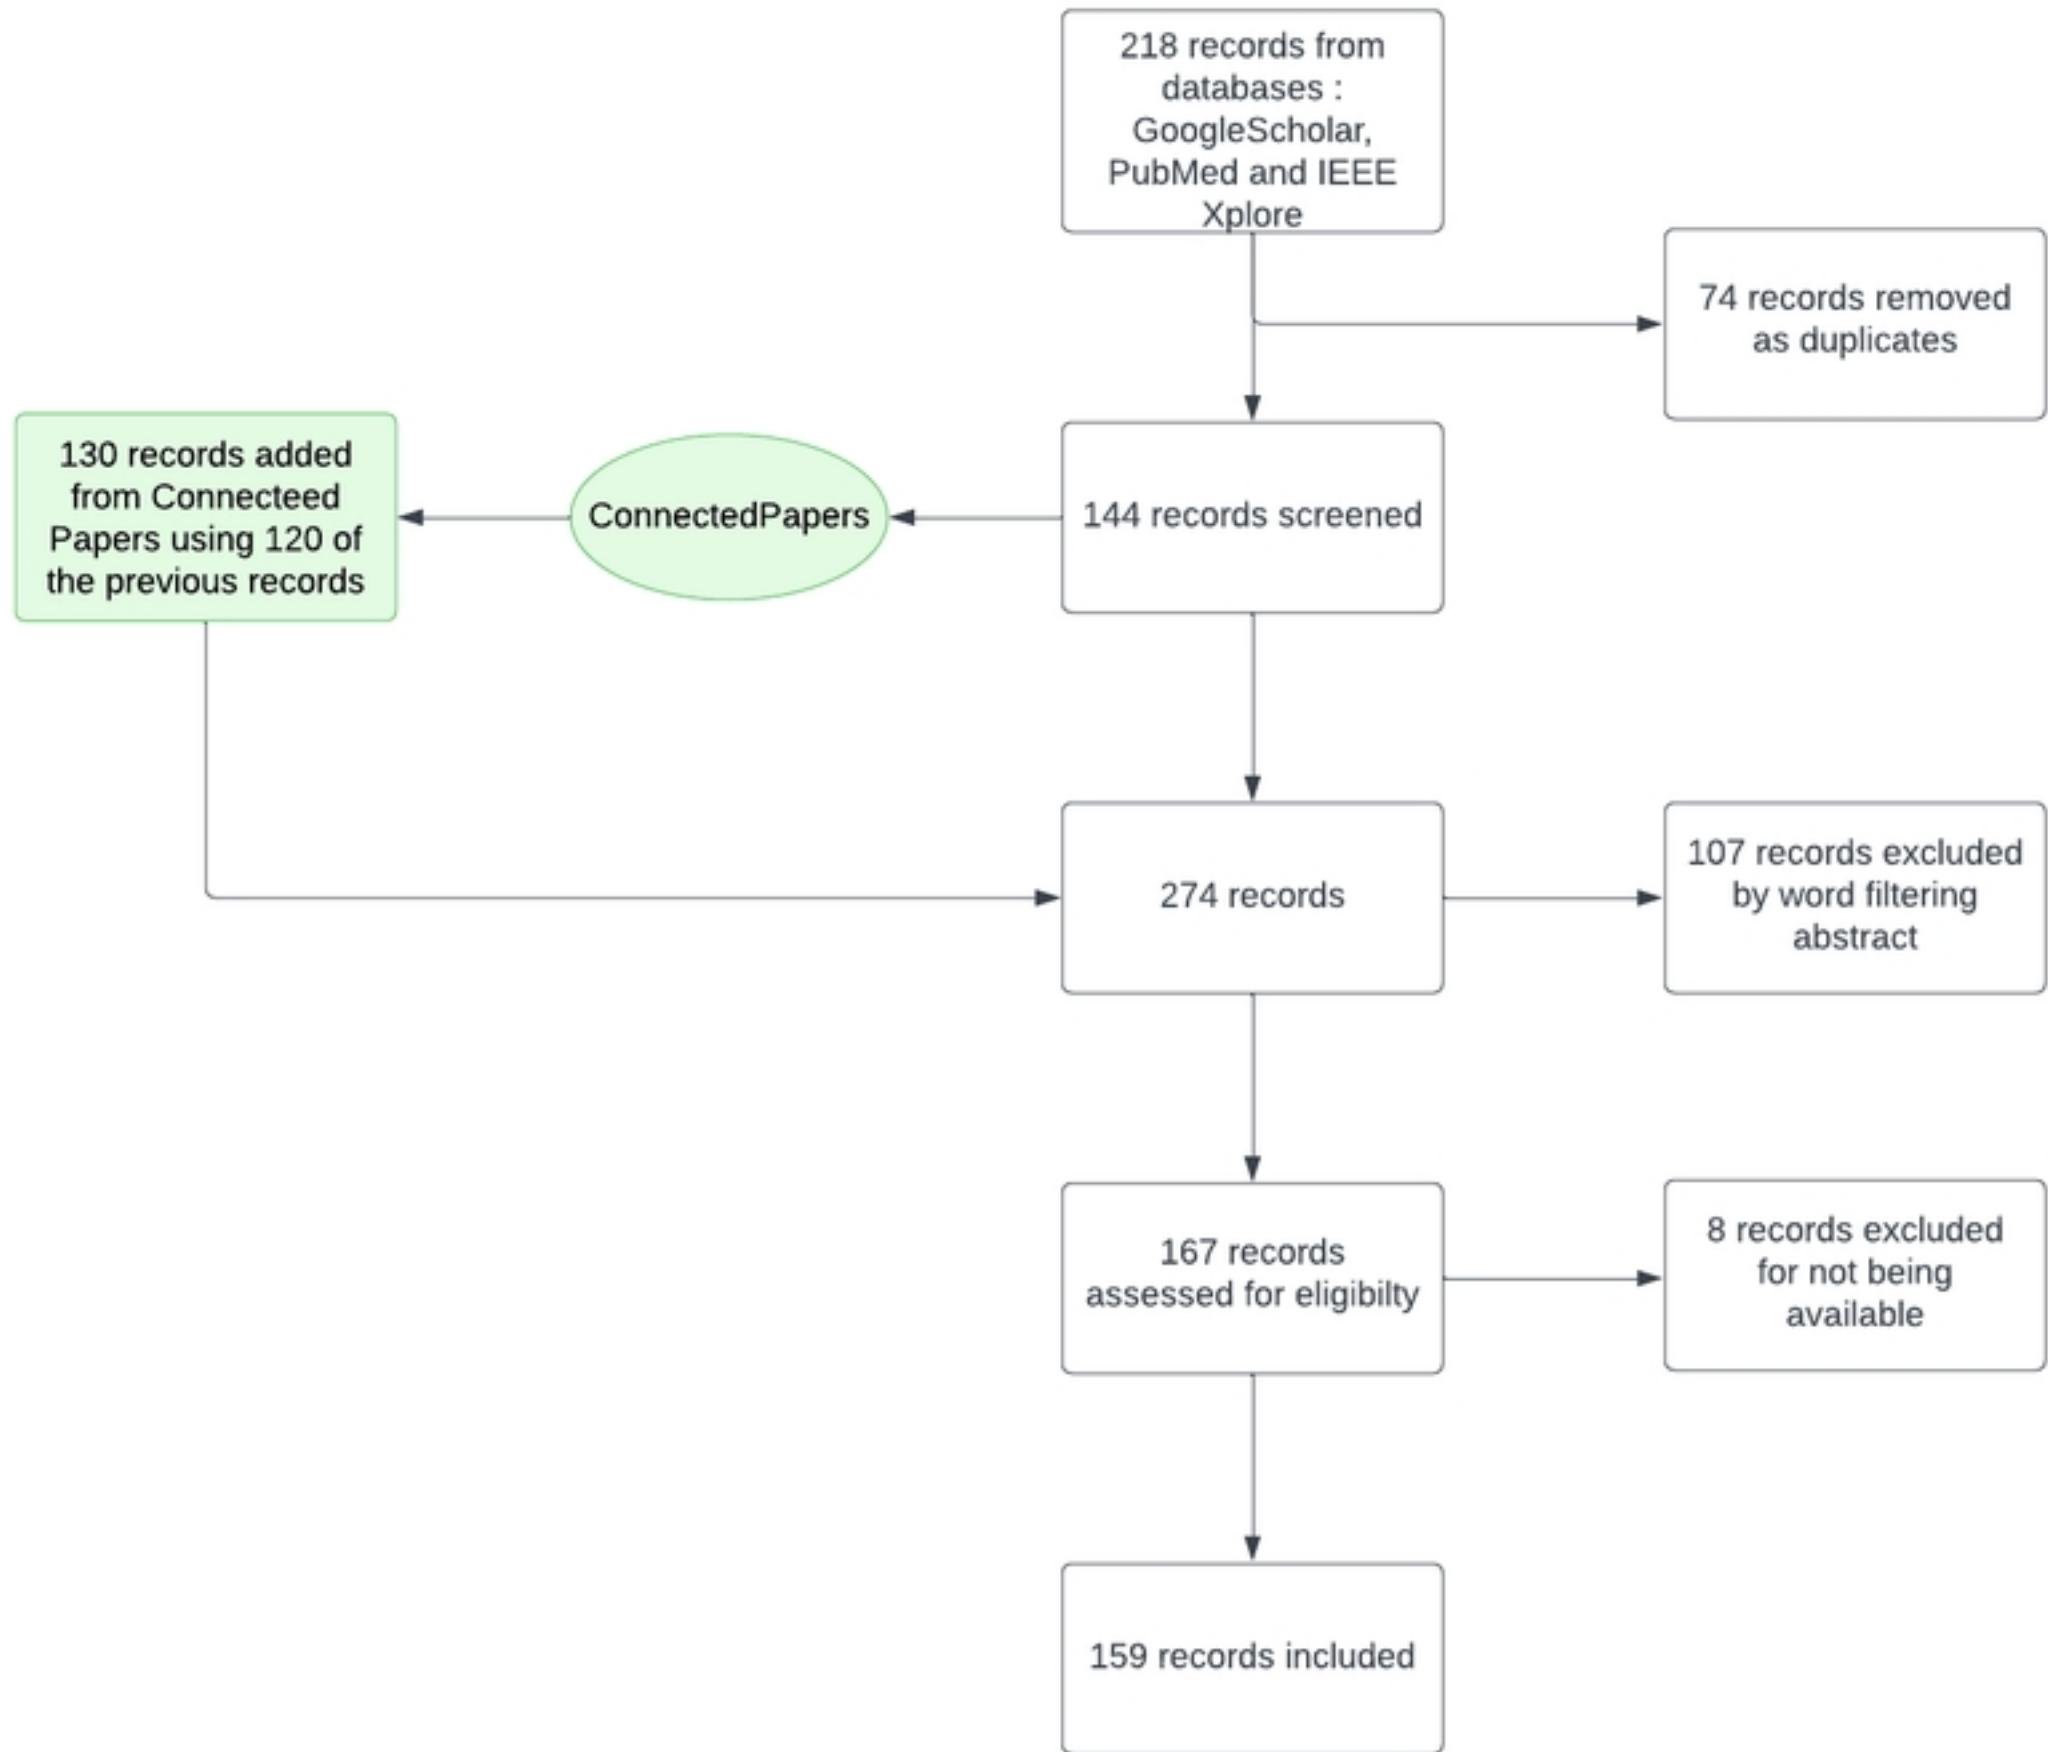 218 records from
databases :
GoogleScholar,
PubMed and IEEE
Xplore
74 records removed
as duplicates
130 records added
from Connecteed
Papers using 120 of
the previous records
ConnectedPapers
144 records screened
274 records
107 records excluded
by word filtering
abstract
167 records
assessed for eligibilty
8 records excluded
for not being
available
159 records included